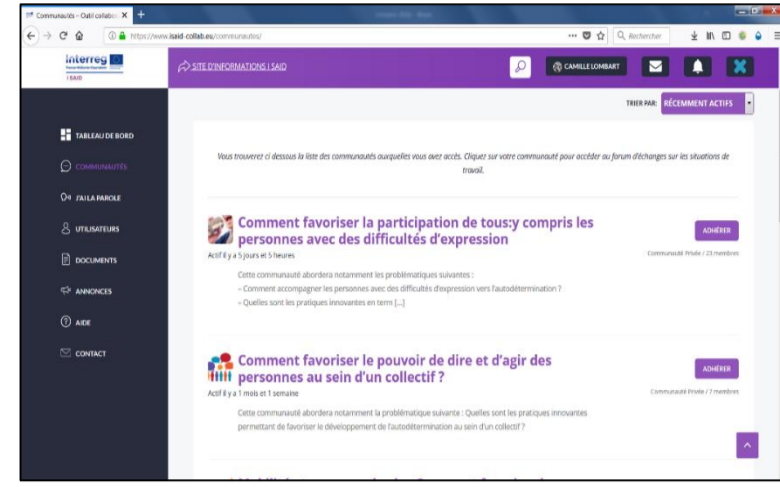 Communautés – Outil collabor
https://www.isaid-collab.eu/communautes/
Rechercher
Interreg
I SAID
SITE D'INFORMATIONS I SAID
CAMILLE LOMBART
TRIER PAR: RÉCEMMENT ACTIFS
TABLEAU DE BORD
COMMUNAUTÉS
J'AI LA PAROLE
UTILISATEURS
DOCUMENTS
ANNONCES
AIDE
CONTACT
Vous trouverez ci dessous la liste des communautés auxquelles vous avez accès. Cliquez sur votre communauté pour accéder au forum d'échanges sur les situations de
travail.
Comment favoriser la participation de tous:y compris les
personnes avec des difficultés d'expression
Actif il y a 5 jours et 5 heures
ADHÉRER
Communauté Privée / 23 membres
Cette communauté abordera notamment les problématiques suivantes :
– Comment accompagner les personnes avec des difficultés d'expression vers l'autodétermination ?
– Quelles sont les pratiques innovantes en term [...]
Comment favoriser le pouvoir de dire et d'agir des
personnes au sein d'un collectif ?
Actif il y a 1 mois et 1 semaine
ADHÉRER
Communauté Privée / 7 membres
Cette communauté abordera notamment la problématique suivante : Quelles sont les pratiques innovantes
permettant de favoriser le développement de l'autodétermination au sein d'un collectif ?